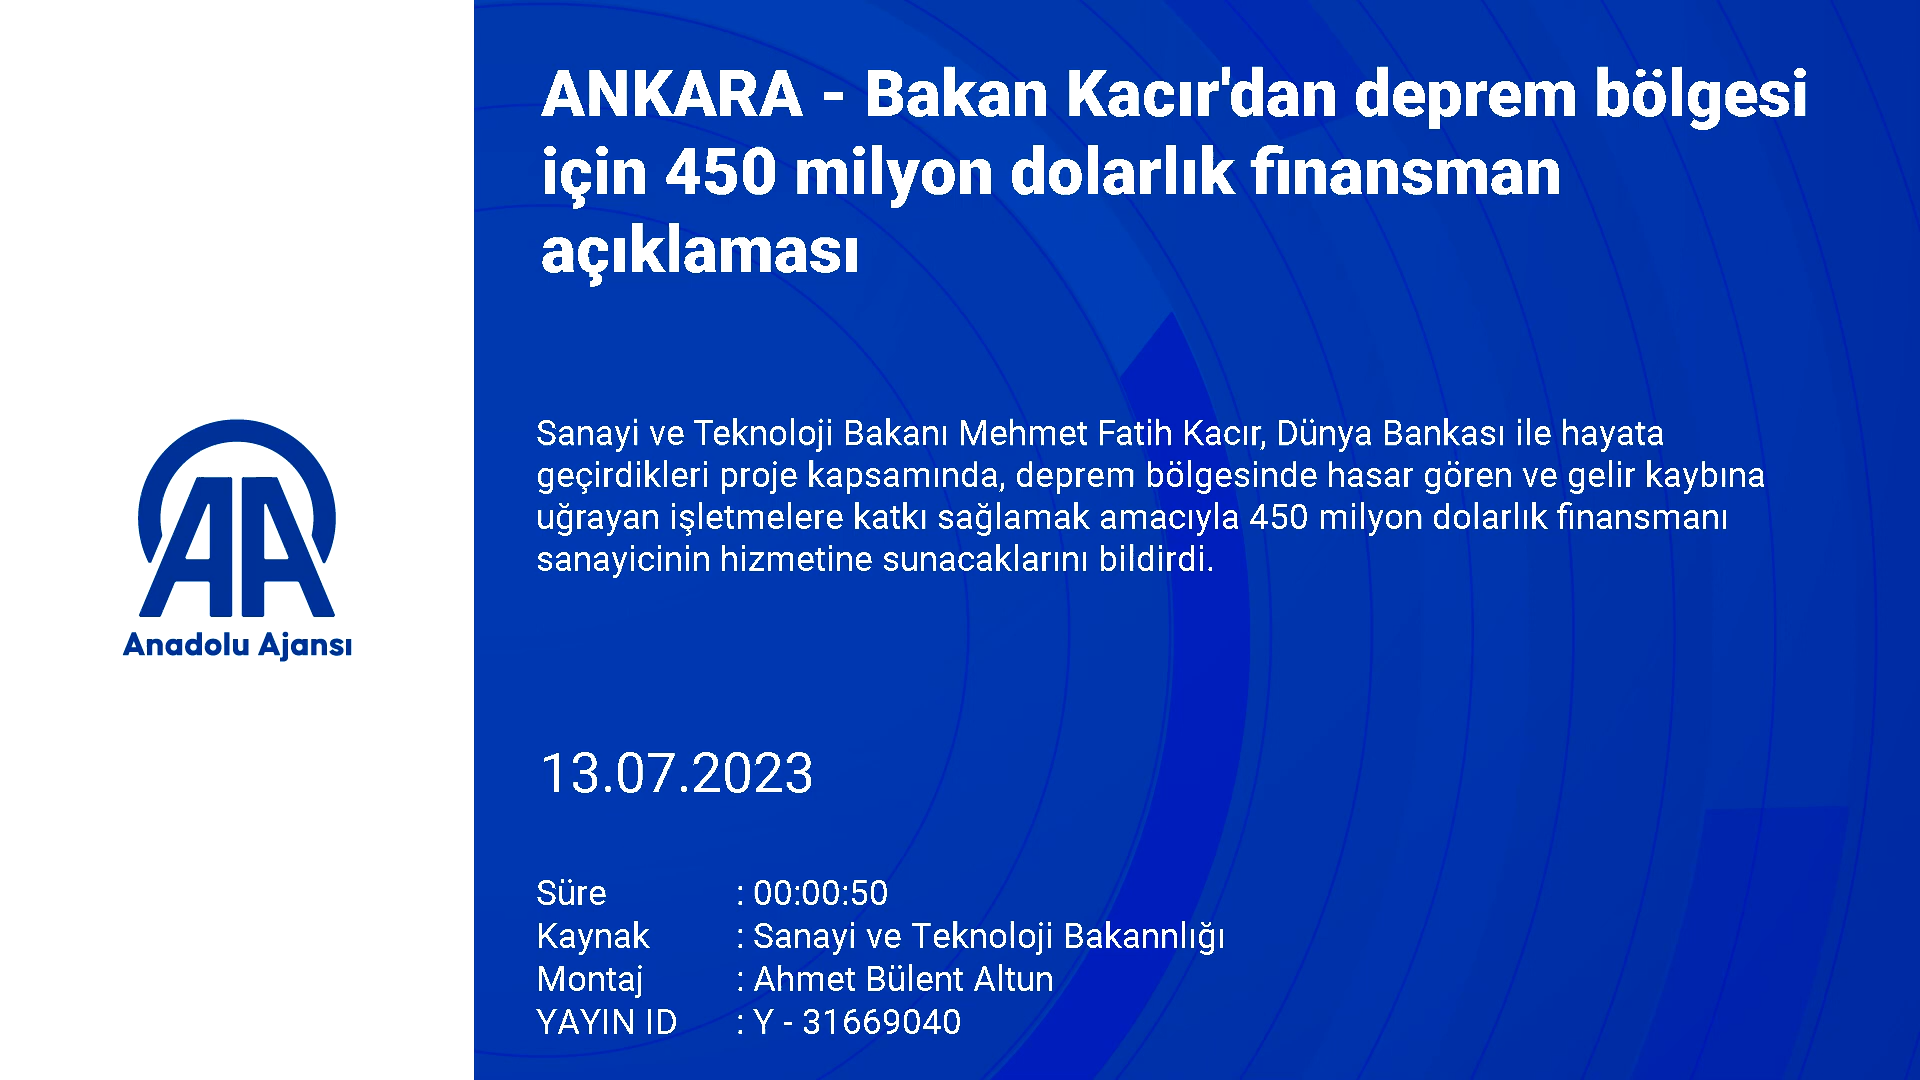 ANKARA - Bakan Kacır'dan deprem bölgesi
için 450 milyon dolarlık finansman
açıklaması
Sanayi ve Teknoloji Bakanı Mehmet Fatih Kacır, Dünya Bankası ile hayata
geçirdikleri proje kapsamında, deprem bölgesinde hasar gören ve gelir kaybına
uğrayan işletmelere katkı sağlamak amacıyla 450 milyon dolarlık finansmanı
sanayicinin hizmetine sunacaklarını bildirdi.
AA
Anadolu Ajansı
13.07.2023
Süre : 00:00:50
Kaynak : Sanayi ve Teknoloji Bakannlığı
Montaj : Ahmet Bülent Altun
YAYIN ID : Y - 31669040